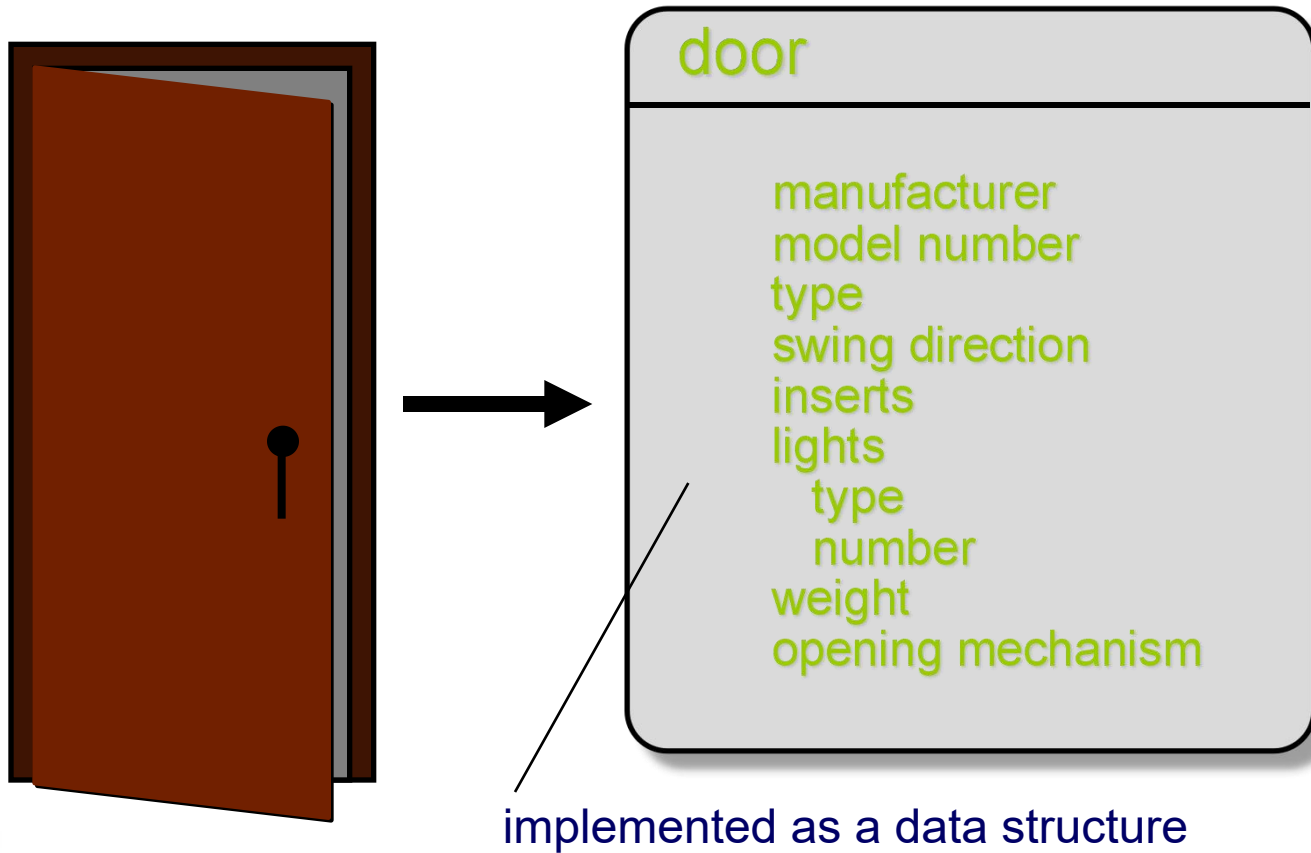 door
manufacturer
model number
type
swing direction
inserts
lights
type
number
weight
opening mechanism
implemented as a data structure